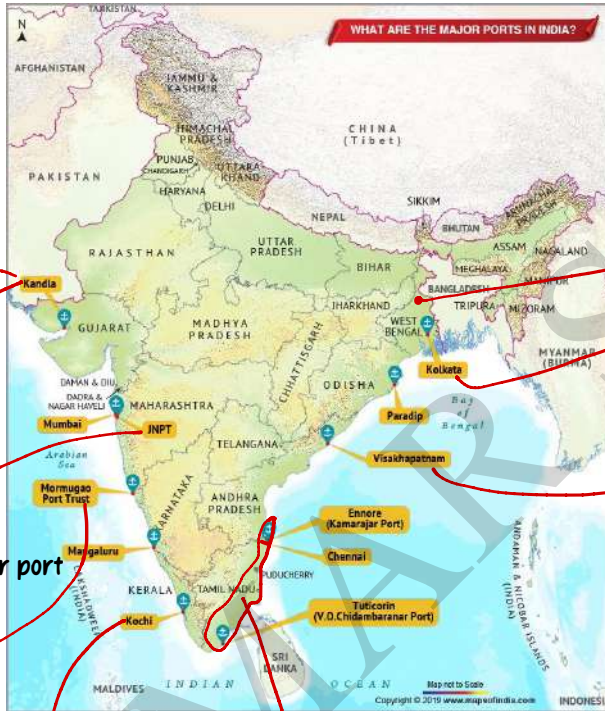 TAJIKISTAN
N
WHAT ARE THE MAJOR PORTS IN INDIA?
AFGHANISTAN
JAMMU &
KASHMIR
CHINA
(Tibet)
HIMACHAL
PRADESH
PUNJAB
CHANDIGARH
UTTARA-
KHAND
PAKISTAN
HARYANA
DELHI
NEPAL
SIKKIM
BHUTAN
ARUNACHAL
PRADESH
RAJASTHAN
UTTAR
PRADESH
ASSAM
NAGALAND
BIHAR
MEGHALAYA
MANIPUR
Kandla
BANGLADESH
JHARKHAND
TRIPURA
MIZORAM
GUJARAT
MADHYA
PRADESH
WEST
BENGAL
CHHATTISGARH
MYANMAR
(BURMA)
Kolkata
DAMAN & DIU
ODISHA
DADRA &
NAGAR HAVELI
MAHARASHTRA
Paradip
Bay
of
Bengal
Mumbai
JNPT
Arabian
Sea
TELANGANA
Visakhapatnam
Mormugao
Port Trust
KARNATAKA
ANDHRA
PRADESH
Ennore
(Kamarajar Port)
Mangaluru
Chennai
r port
LAKSHADWEEP
(INDIA)
KERALA
TAMIL NADU
PUDUCHERRY
ANDAMAN & NICOBAR ISLANDS
(INDIA)
Kochi
Tuticorin
(V.O.Chidambaranar Port)
SRI
LANKA
MALDIVES
INDIAN OCEAN
Map not to Scale
Copyright © 2019 www.mapsofindia.com
INDONES